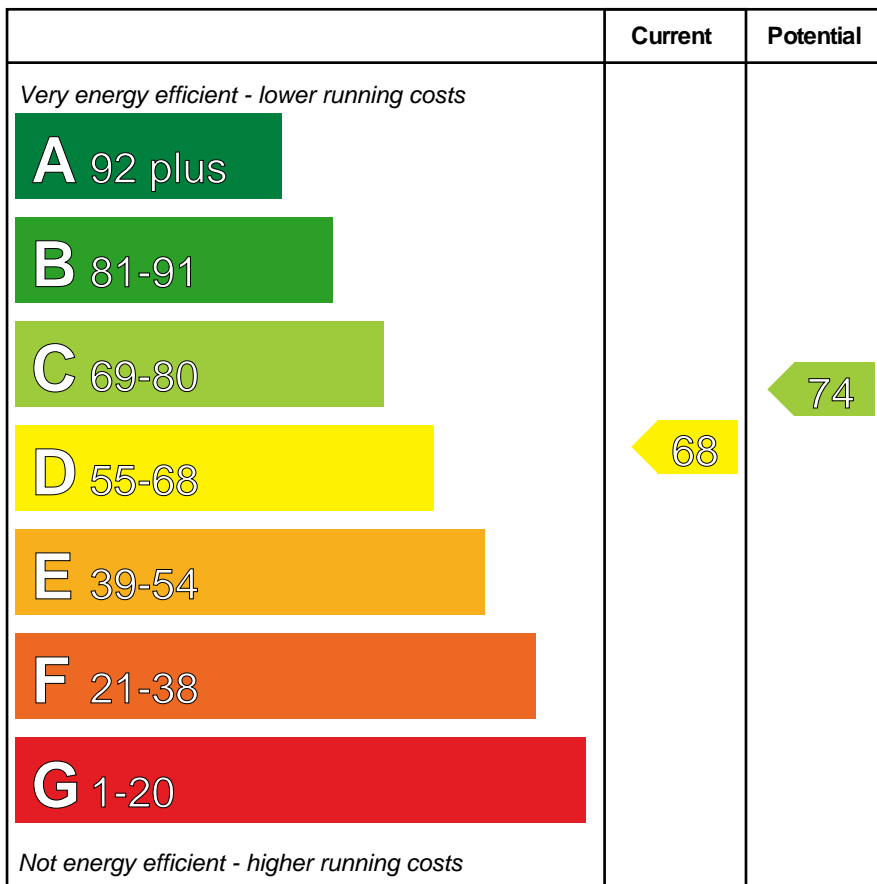 Current Potential
Very energy efficient - lower running costs
A 92 plus
B 81-91
C 69-80
74
D 55-68
68
E 39-54
F 21-38
G 1-20
Not energy efficient - higher running costs